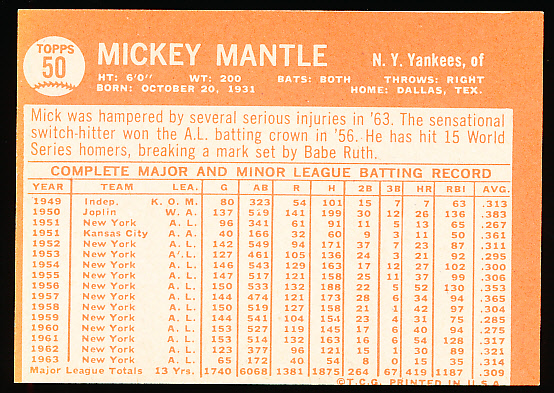 TOPPS
50
MICKEY MANTLE
N. Y. Yankees, of
HT: 6'0" WT: 200 BATS: BOTH THROWS: RIGHT
BORN: OCTOBER 20, 1931 HOME: DALLAS, TEX.
Mick was hampered by several serious injuries in '63. The sensational
switch-hitter won the A.L. batting crown in '56. He has hit 15 World
Series homers, breaking a mark set by Babe Ruth.
COMPLETE MAJOR AND MINOR LEAGUE BATTING RECORD
YEAR TEAM LEA. G AB R H 2B 3B HR RBI AVG.
1949 Indep. K. O. M. 80 323 54 101 15 7 7 63 .313
1950 Joplin W. A. 137 519 141 199 30 12 26 136 .383
1951 New York A. L. 96 341 61 91 11 5 13 65 .267
1951 Kansas City A. A. 40 166 32 60 9 3 11 50 .361
1952 New York A. L. 142 549 94 171 37 7 23 87 .311
1953 New York A. L. 127 461 105 136 24 3 21 92 .295
1954 New York A. L. 146 543 129 163 17 12 27 102 .300
1955 New York A. L. 147 517 121 158 25 11 37 99 .306
1956 New York A. L. 150 533 132 188 22 5 52 130 .353
1957 New York A. L. 144 474 121 173 28 6 34 94 .365
1958 New York A. L. 150 519 127 158 21 1 42 97 .304
1959 New York A. L. 144 541 104 154 23 4 31 75 .285
1960 New York A. L. 153 527 119 145 17 6 40 94 .275
1961 New York A. L. 153 514 132 163 16 6 54 128 .317
1962 New York A. L. 123 377 96 121 15 1 30 89 .321
1963 New York A. L. 65 172 40 54 8 0 15 35 .314
Major League Totals 13 Yrs. 1740 6068 1381 1875 264 67 419 1187 .309
©T.C.G. PRINTED IN U.S.A.